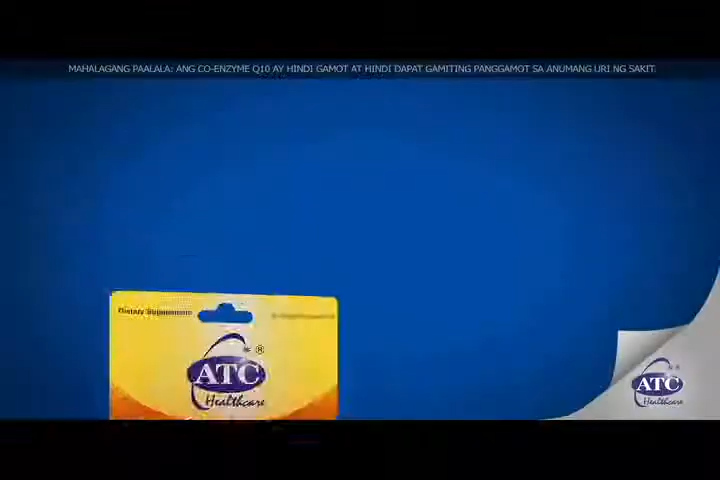 MAHALAGANG PAALALA: ANG CO-ENZYME Q10 AY HINDI GAMOT AT HINDI DAPAT GAMITING PANGGAMOT SA ANUMANG URI NG SAKIT.
Dietary Supplement
®
ATC
Healthcare
ATC
Healthcare